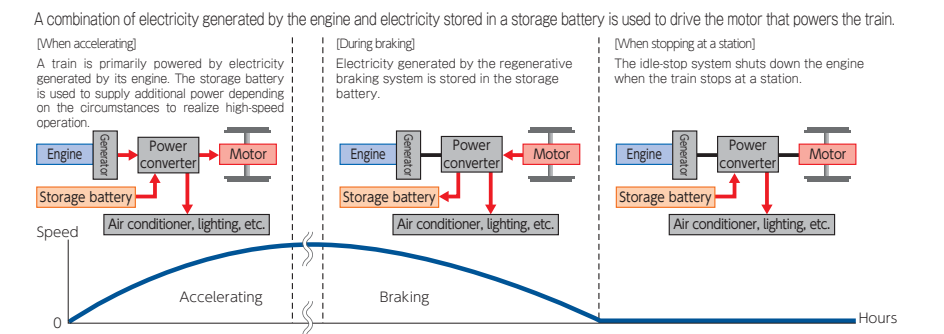 A combination of electricity generated by the engine and electricity stored in a storage battery is used to drive the motor that powers the train.
[When accelerating]
A train is primarily powered by electricity
generated by its engine. The storage battery
is used to supply additional power depending
on the circumstances to realize high-speed
operation.
[During braking]
Electricity generated by the regenerative
braking system is stored in the storage
battery.
[When stopping at a station]
The idle-stop system shuts down the engine
when the train stops at a station.
Engine
Generator
Power
converter
Motor
Storage battery
Air conditioner, lighting, etc.
Engine
Generator
Power
converter
Motor
Storage battery
Air conditioner, lighting, etc.
Engine
Generator
Power
converter
Motor
Storage battery
Air conditioner, lighting, etc.
Speed
Accelerating
Braking
0
Hours